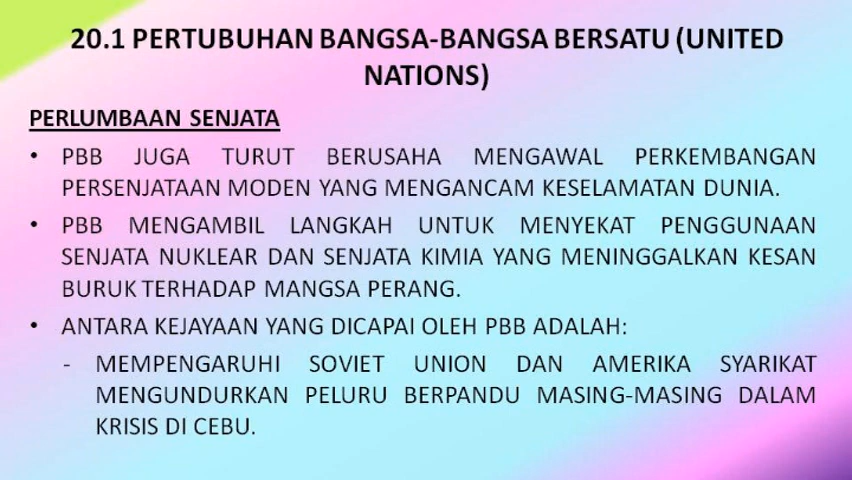 20.1 PERTUBUHAN BANGSA-BANGSA BERSATU (UNITED
NATIONS)
PERLUMBAAN SENJATA
• PBB JUGA TURUT BERUSAHA MENGAWAL PERKEMBANGAN
PERSENJATAAN MODEN YANG MENGANCAM KESELAMATAN DUNIA.
• PBB MENGAMBIL LANGKAH UNTUK MENYEKAT PENGGUNAAN
SENJATA NUKLEAR DAN SENJATA KIMIA YANG MENINGGALKAN KESAN
BURUK TERHADAP MANGSA PERANG.
• ANTARA KEJAYAAN YANG DICAPAI OLEH PBB ADALAH:
- MEMPENGARUHI SOVIET UNION DAN AMERIKA SYARIKAT
MENGUNDURKAN PELURU BERPANDU MASING-MASING DALAM
KRISIS DI CEBU.